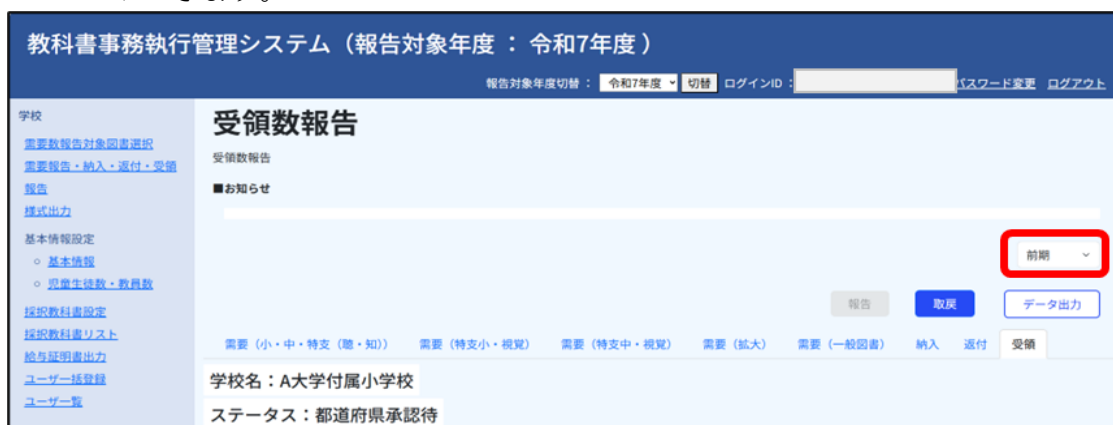 教科書事務執行管理システム（報告対象年度 ： 令和7年度 ）
報告対象年度切替 ： 令和7年度 切替 ログインID ： パスワード変更 ログアウト
学校
需要数報告対象図書選択
需要報告・納入・返付・受領
報告
様式出力
基本情報設定
基本情報
児童生徒数・教員数
採択教科書設定
採択教科書リスト
給与証明書出力
ユーザ一括登録
ユーザ一覧
受領数報告
受領数報告
■お知らせ
前期
報告 取戻 データ出力
需要（小・中・特支（聴・知）） 需要（特支小・視覚） 需要（特支中・視覚） 需要（拡大） 需要（一般図書） 納入 返付 受領
学校名：A大学付属小学校
ステータス：都道府県承認待